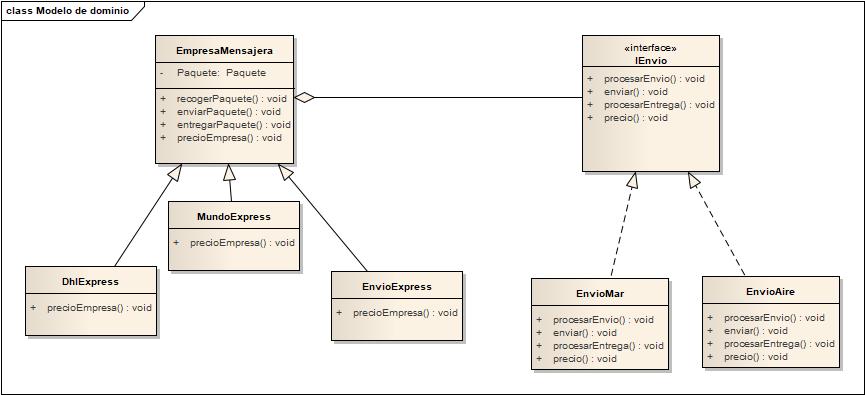 class Modelo de dominio
EmpresaMensajera
- Paquete: Paquete
+ recogerPaquete() : void
+ enviarPaquete() : void
+ entregarPaquete() : void
+ precioEmpresa() : void
«interface»
IEnvio
+ procesarEnvio() : void
+ enviar() : void
+ procesarEntrega() : void
+ precio() : void
MundoExpress
+ precioEmpresa() : void
DhlExpress
+ precioEmpresa() : void
EnvioExpress
+ precioEmpresa() : void
EnvioMar
+ procesarEnvio() : void
+ enviar() : void
+ procesarEntrega() : void
+ precio() : void
EnvioAire
+ procesarEnvio() : void
+ enviar() : void
+ procesarEntrega() : void
+ precio() : void